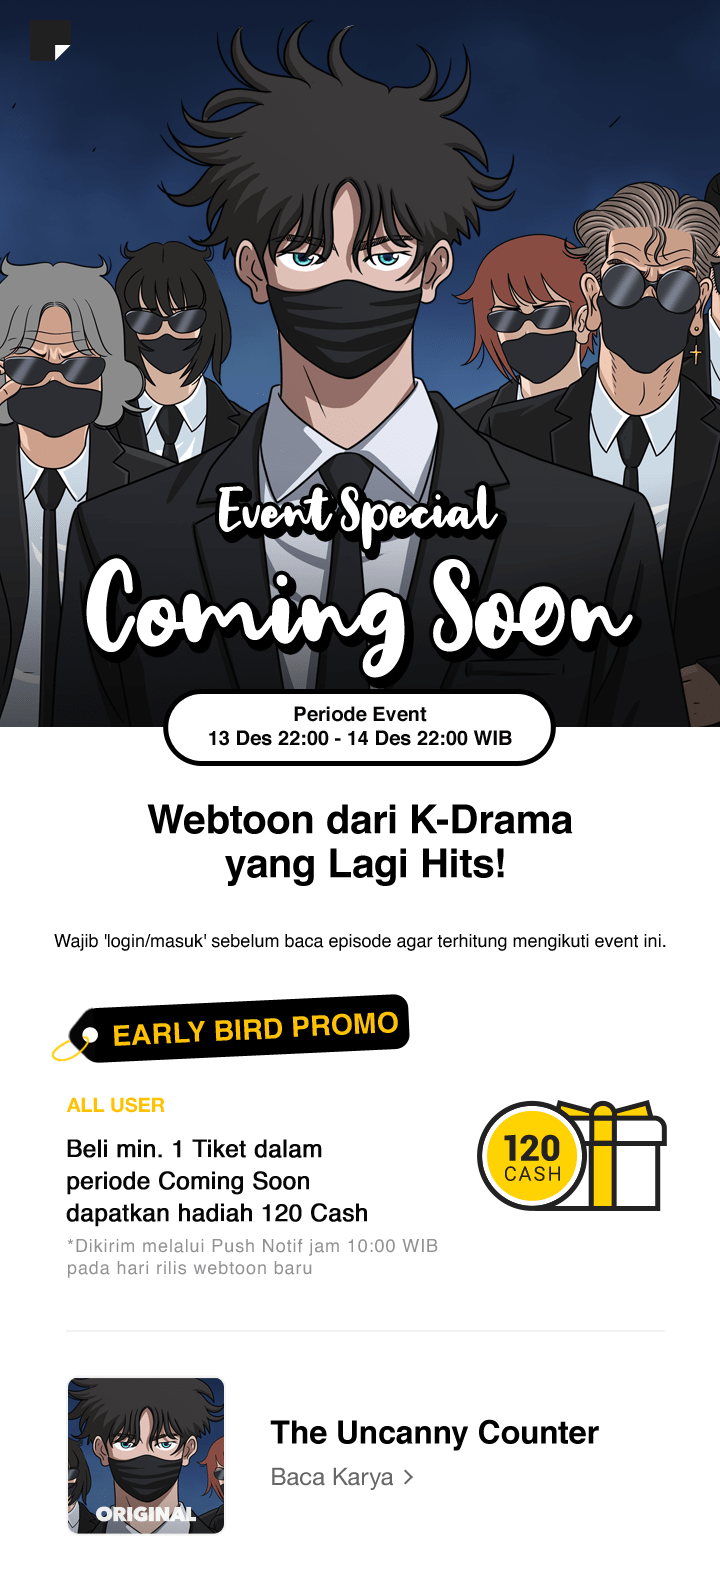 Event Special
Coming Soon
Periode Event
13 Des 22:00 - 14 Des 22:00 WIB
Webtoon dari K-Drama
yang Lagi Hits!
Wajib 'login/masuk' sebelum baca episode agar terhitung mengikuti event ini.
EARLY BIRD PROMO
ALL USER
Beli min. 1 Tiket dalam
periode Coming Soon
dapatkan hadiah 120 Cash
*Dikirim melalui Push Notif jam 10:00 WIB
pada hari rilis webtoon baru
120
CASH
ORIGINAL
The Uncanny Counter
Baca Karya >